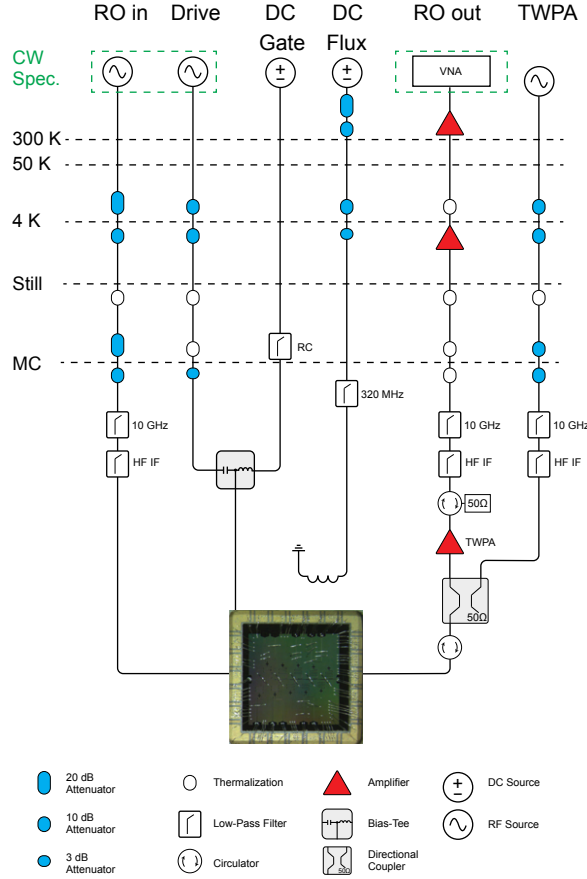 RO in
Drive
DC
Gate
DC
Flux
RO out
TWPA
CW
Spec.
VNA
300 K
50 K
4 K
Still
RC
MC
320 MHz
10 GHz
10 GHz
10 GHz
HF IF
HF IF
HF IF
50Ω
TWPA
50Ω
20 dB
Attenuator
Thermalization
Amplifier
DC Source
10 dB
Attenuator
Low-Pass Filter
Bias-Tee
RF Source
3 dB
Attenuator
Circulator
50Ω
Directional
Coupler